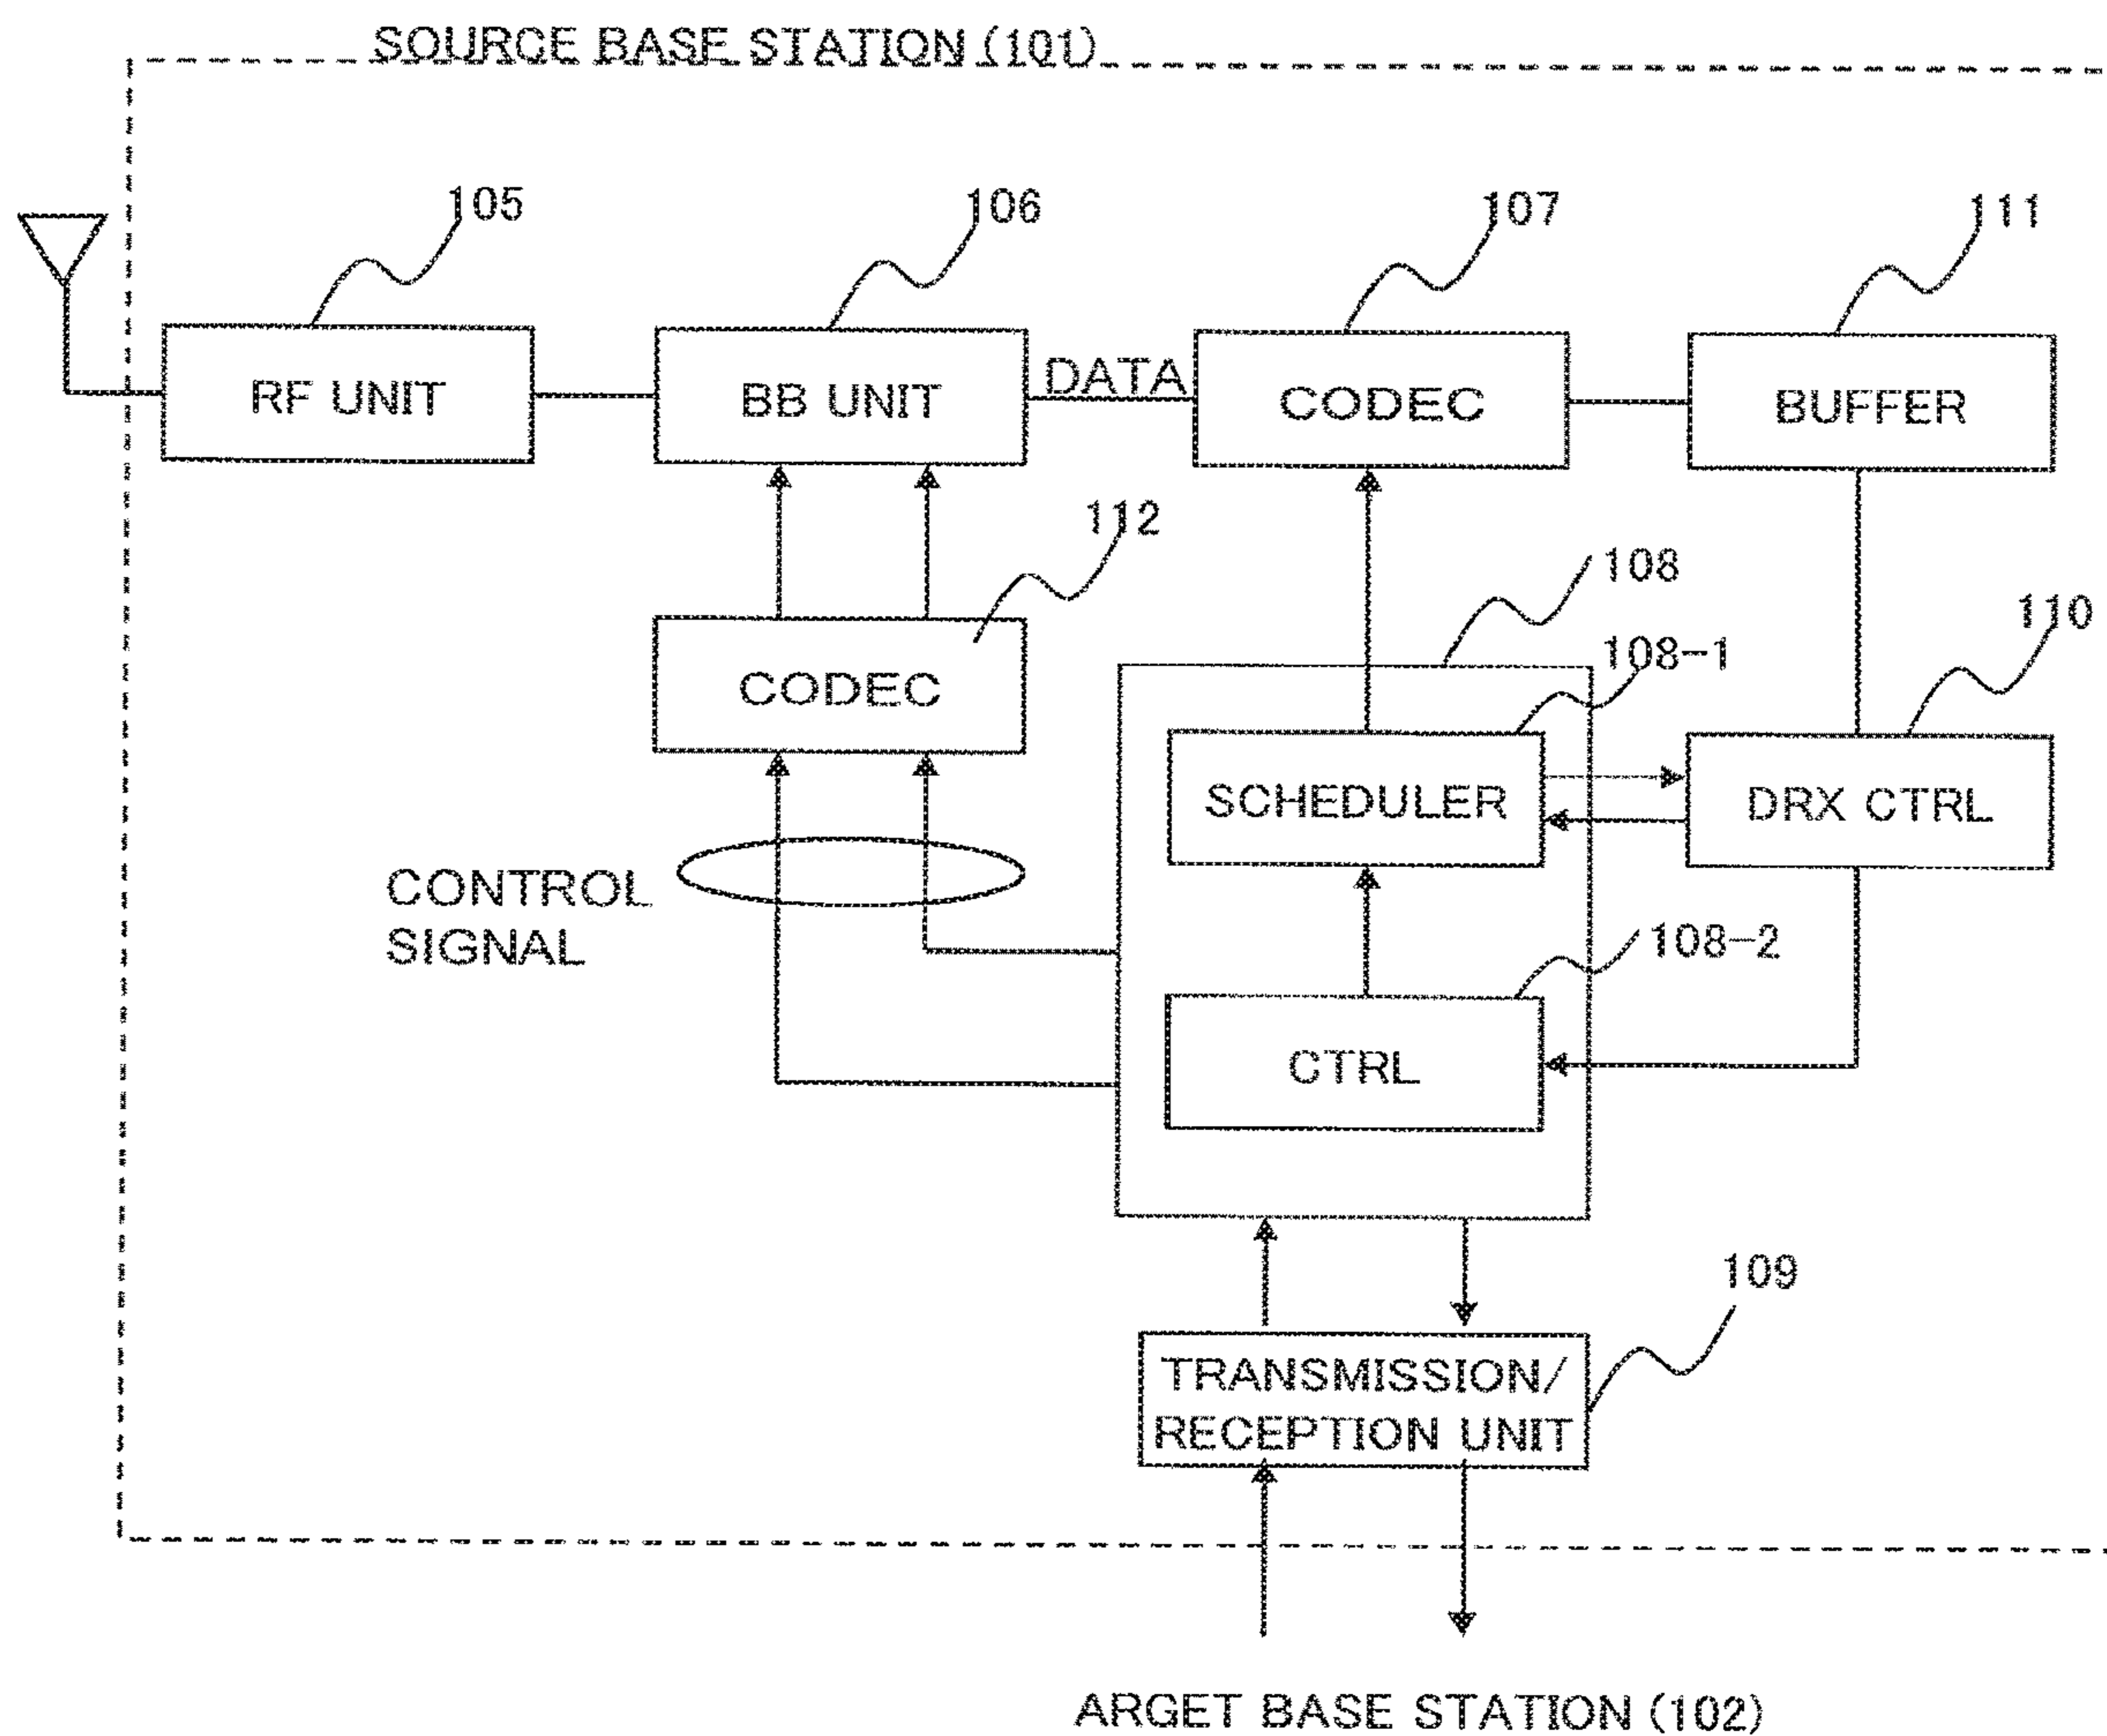 SOURCE BASE STATION (101)
105
106
107
111
RF UNIT
BB UNIT
DATA
CODEC
BUFFER
112
108
110
108-1
CODEC
SCHEDULER
DRX CTRL
CONTROL
SIGNAL
108-2
CTRL
109
TRANSMISSION/
RECEPTION UNIT
ARGET BASE STATION (102)